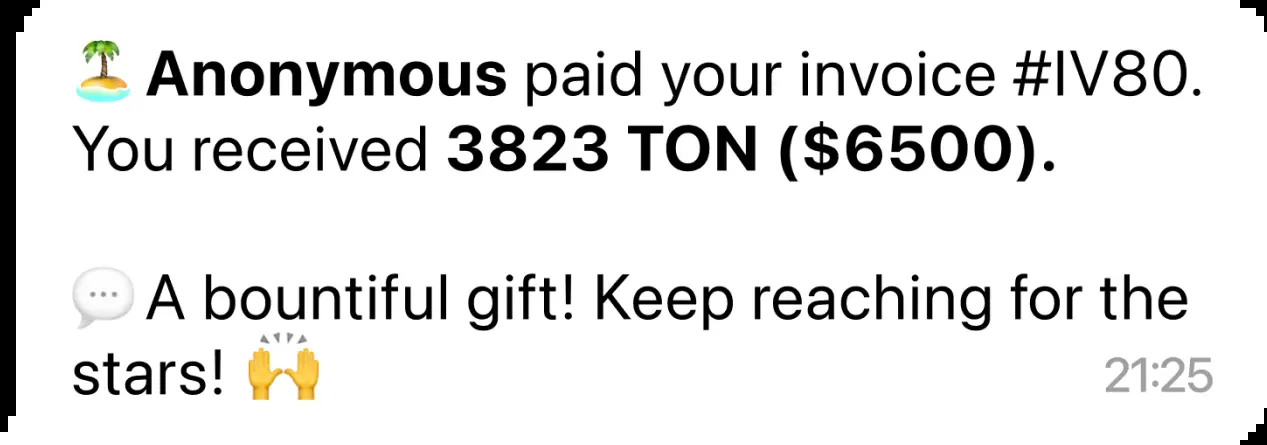 🏝 Anonymous paid your invoice #IV80.
You received 3823 TON ($6500).
💬 A bountiful gift! Keep reaching for the
stars! 🙌
21:25